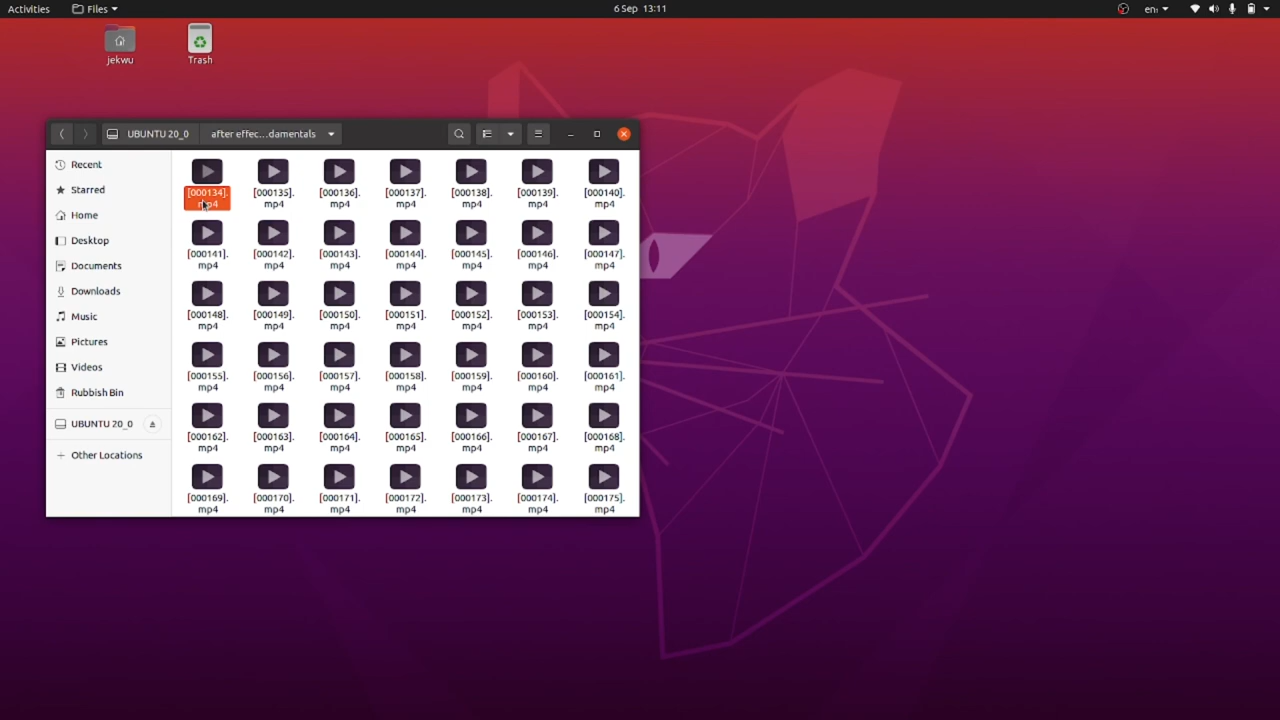 Activities Files 6 Sep 13:11 en₁
jekwu Trash
UBUNTU 20_0 after effec...damentals
Recent
Starred
Home
Desktop
Documents
Downloads
Music
Pictures
Videos
Rubbish Bin
UBUNTU 20_0
Other Locations
[000134]. [000135]. [000136]. [000137]. [000138]. [000139]. [000140].
mp4 mp4 mp4 mp4 mp4 mp4 mp4
[000141]. [000142]. [000143]. [000144]. [000145]. [000146]. [000147].
mp4 mp4 mp4 mp4 mp4 mp4 mp4
[000148]. [000149]. [000150]. [000151]. [000152]. [000153]. [000154].
mp4 mp4 mp4 mp4 mp4 mp4 mp4
[000155]. [000156]. [000157]. [000158]. [000159]. [000160]. [000161].
mp4 mp4 mp4 mp4 mp4 mp4 mp4
[000162]. [000163]. [000164]. [000165]. [000166]. [000167]. [000168].
mp4 mp4 mp4 mp4 mp4 mp4 mp4
[000169]. [000170]. [000171]. [000172]. [000173]. [000174]. [000175].
mp4 mp4 mp4 mp4 mp4 mp4 mp4